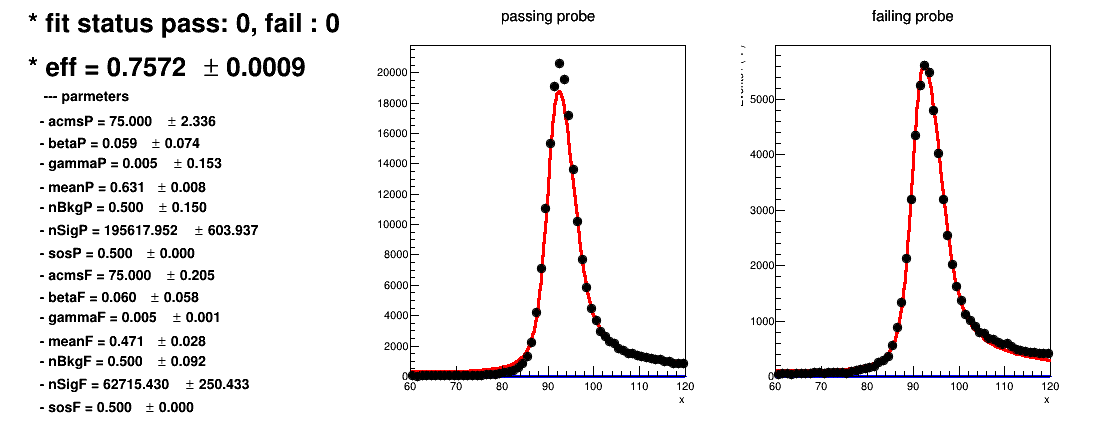 * fit status pass: 0, fail : 0
* eff = 0.7572 ± 0.0009
--- parmeters
- acmsP = 75.000 ± 2.336
- betaP = 0.059 ± 0.074
- gammaP = 0.005 ± 0.153
- meanP = 0.631 ± 0.008
- nBkgP = 0.500 ± 0.150
- nSigP = 195617.952 ± 603.937
- sosP = 0.500 ± 0.000
- acmsF = 75.000 ± 0.205
- betaF = 0.060 ± 0.058
- gammaF = 0.005 ± 0.001
- meanF = 0.471 ± 0.028
- nBkgF = 0.500 ± 0.092
- nSigF = 62715.430 ± 250.433
- sosF = 0.500 ± 0.000
passing probe
20000
18000
16000
14000
12000
10000
8000
6000
4000
2000
0
60 70 80 90 100 110 120
x
failing probe
5000
4000
3000
2000
1000
0
60 70 80 90 100 110 120
x